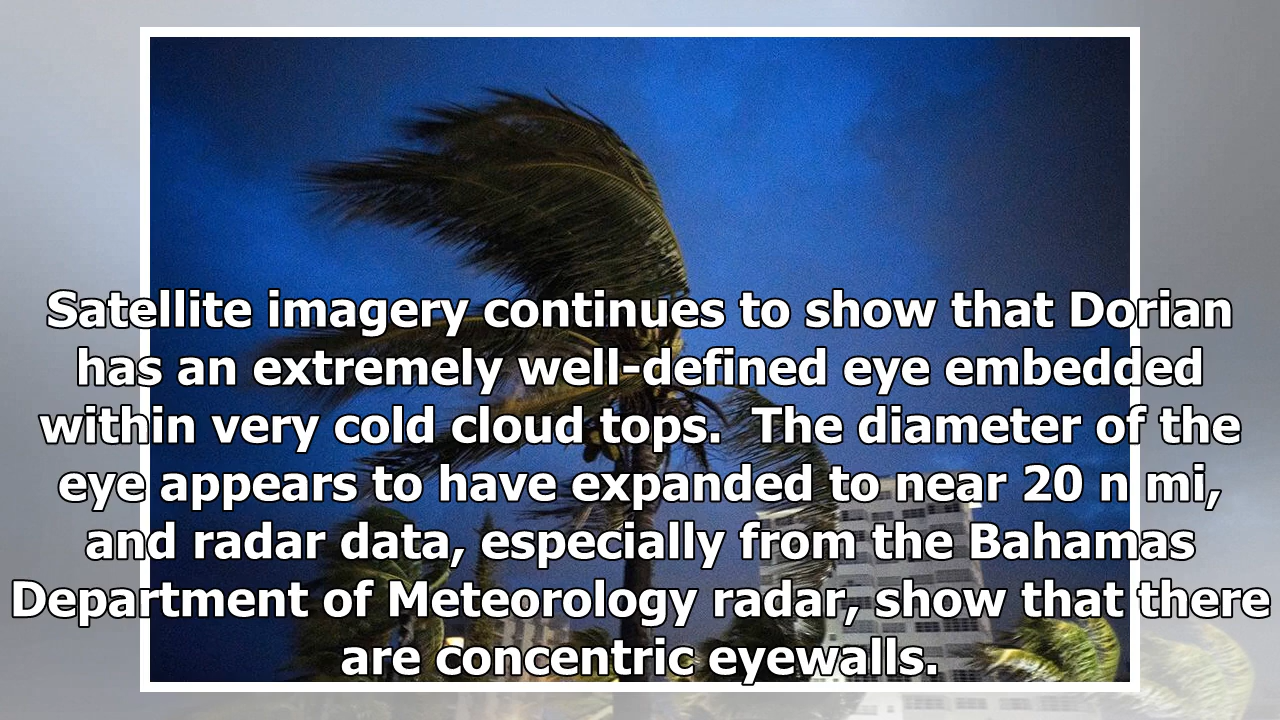 Satellite imagery continues to show that Dorian
has an extremely well-defined eye embedded
within very cold cloud tops.  The diameter of the
eye appears to have expanded to near 20 n mi,
and radar data, especially from the Bahamas
Department of Meteorology radar, show that there
are concentric eyewalls.